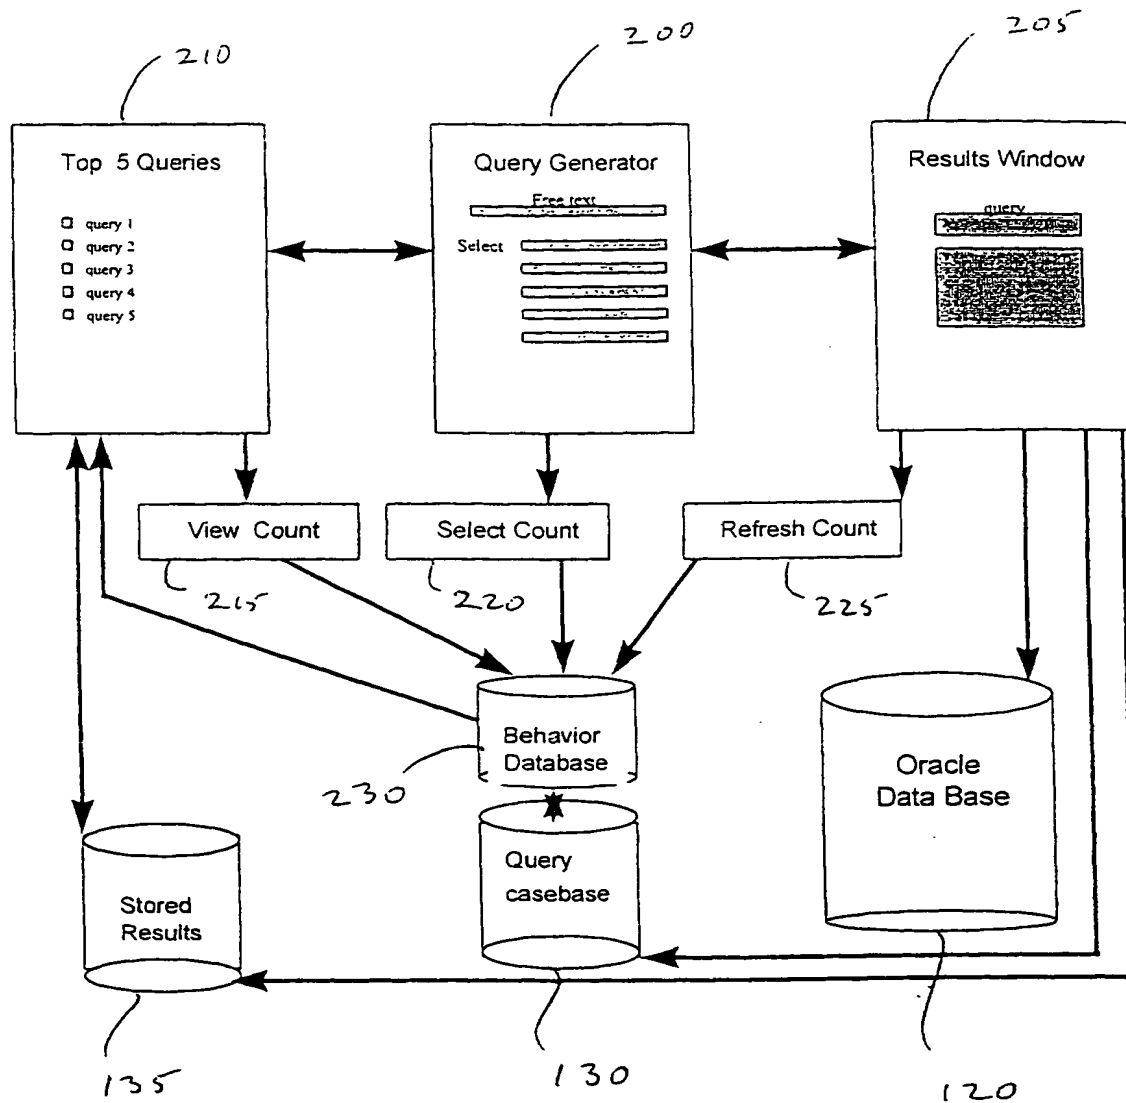 210
200
205
Top 5 Queries
query 1
query 2
query 3
query 4
query 5
Query Generator
Free text
Select
Results Window
query
View Count
Select Count
Refresh Count
215
220
225
Behavior
Database
230
Oracle
Data Base
Query
casebase
Stored
Results
135
130
120